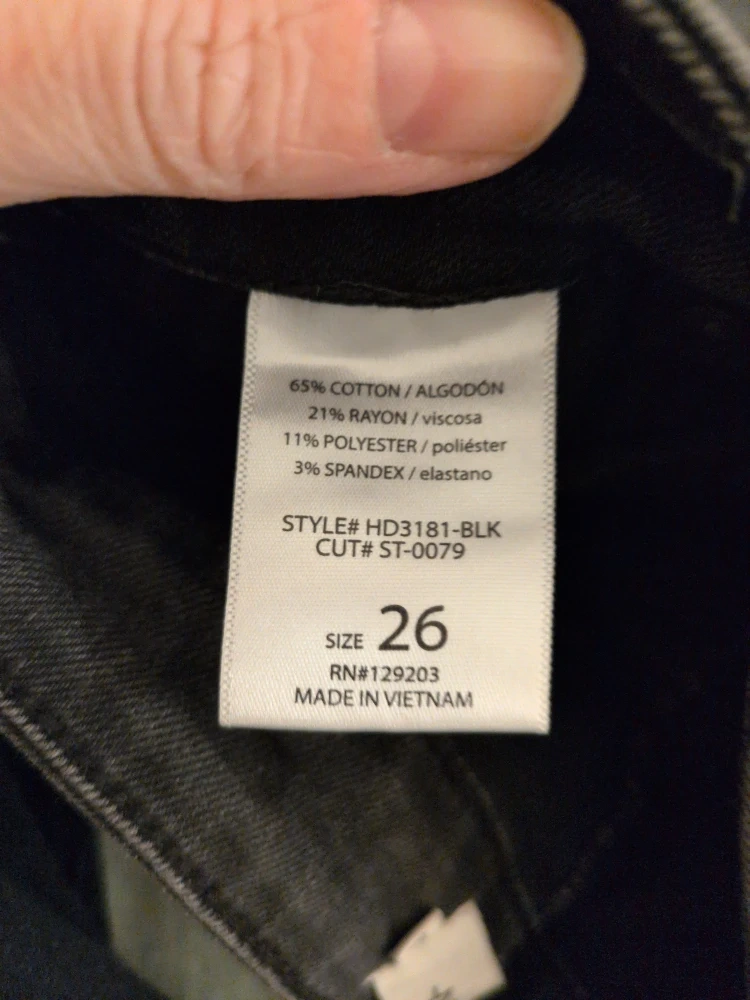 65% COTTON / ALGODÓN
21% RAYON / viscosa
11% POLYESTER / poliéster
3% SPANDEX / elastano
STYLE# HD3181-BLK
CUT# ST-0079
SIZE 26
RN#129203
MADE IN VIETNAM